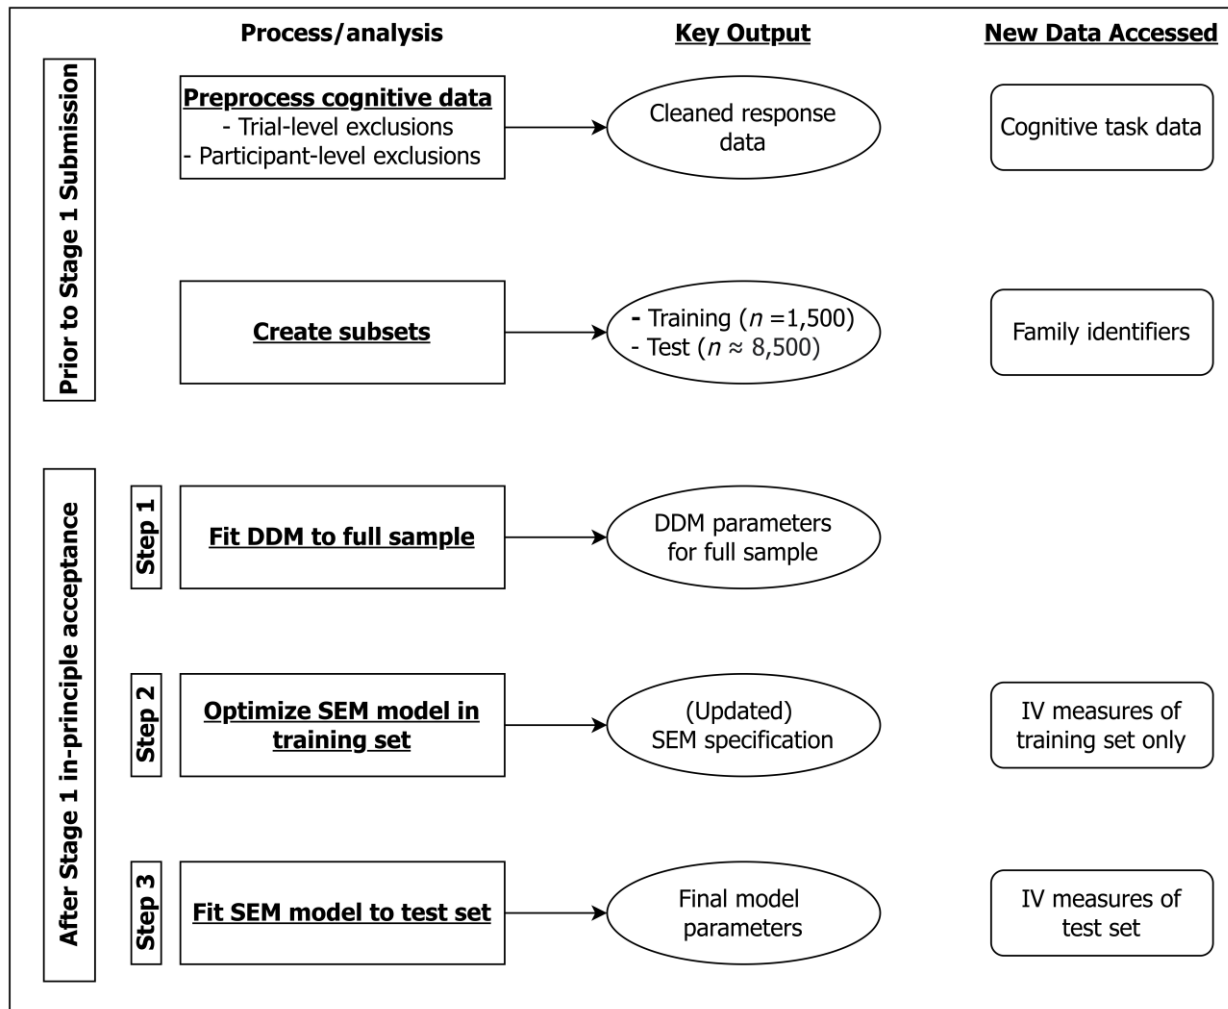 Process/analysis
Key Output
New Data Accessed
Prior to Stage 1 Submission
Preprocess cognitive data
- Trial-level exclusions
- Participant-level exclusions
Cleaned response
data
Cognitive task data
Create subsets
- Training (n =1,500)
- Test (n ≈ 8,500)
Family identifiers
After Stage 1 in-principle acceptance
Step 1
Fit DDM to full sample
DDM parameters
for full sample
Step 2
Optimize SEM model in
training set
(Updated)
SEM specification
IV measures of
training set only
Step 3
Fit SEM model to test set
Final model
parameters
IV measures of
test set